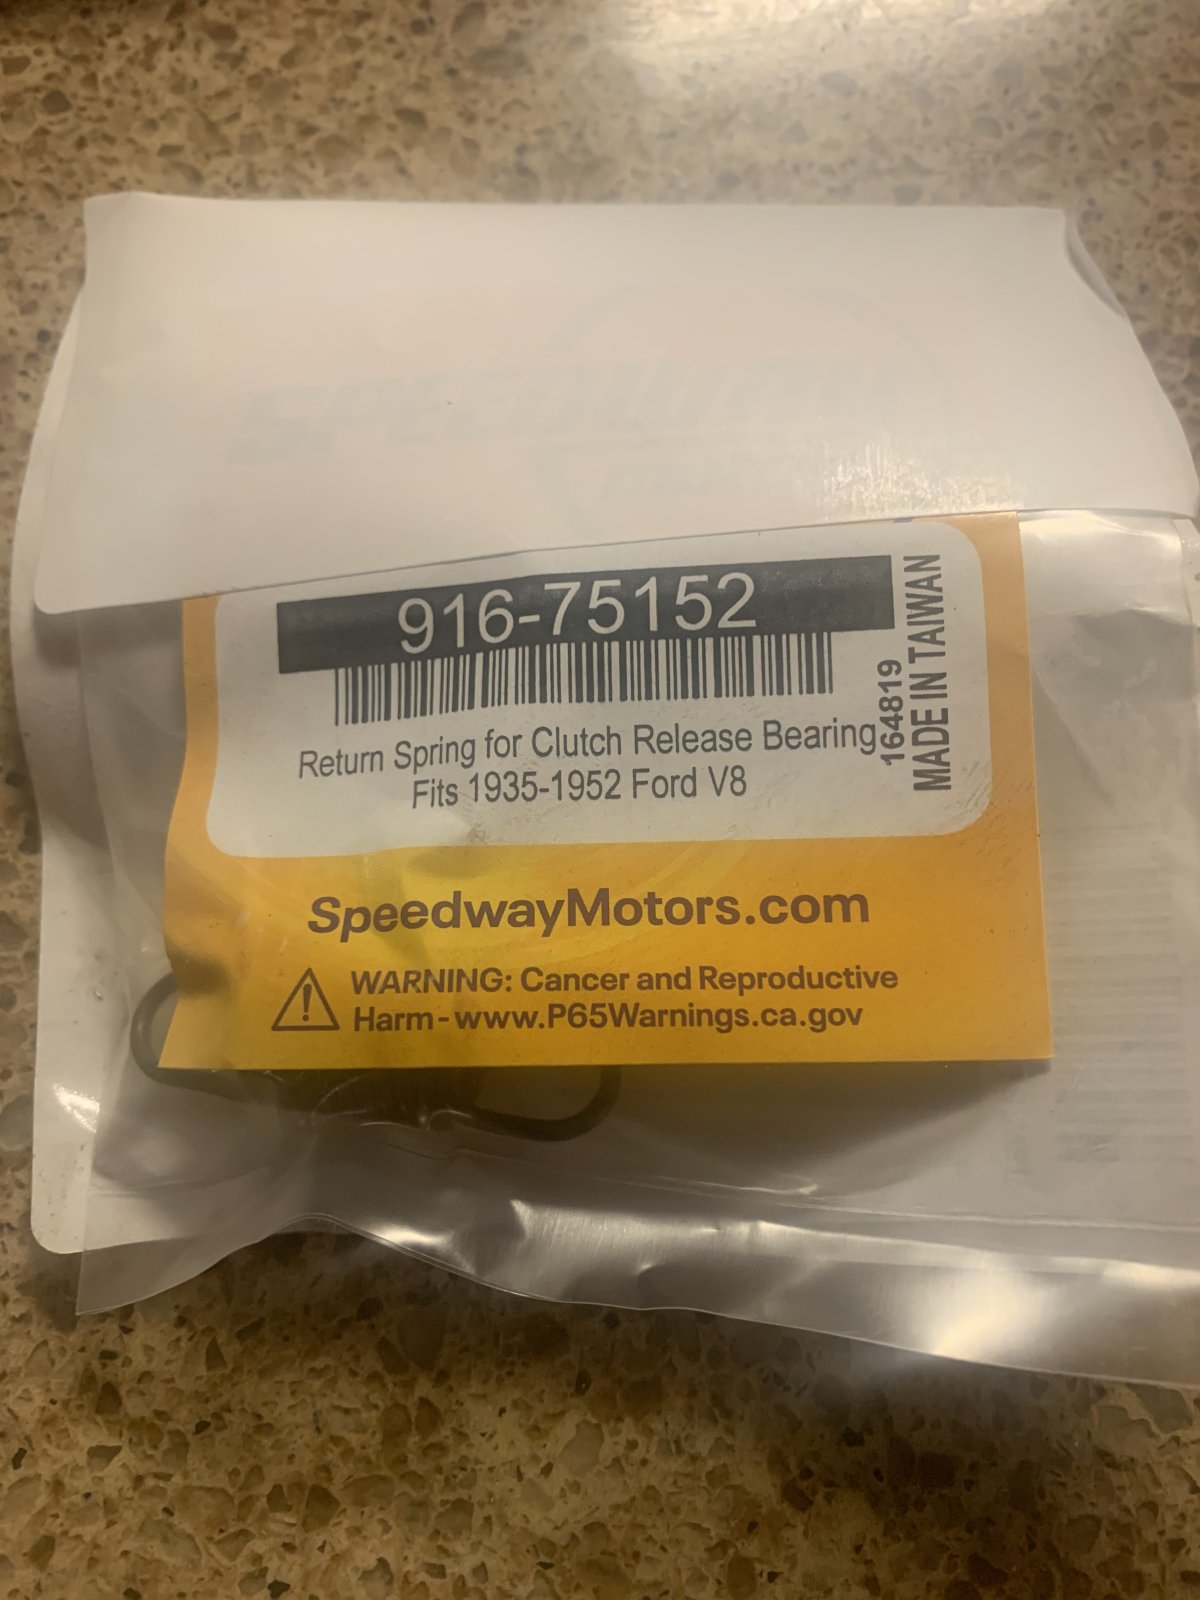 916-75152
Return Spring for Clutch Release Bearing
Fits 1935-1952 Ford V8
164819
MADE IN TAIWAN
SpeedwayMotors.com
WARNING: Cancer and Reproductive
Harm - www.P65Warnings.ca.gov